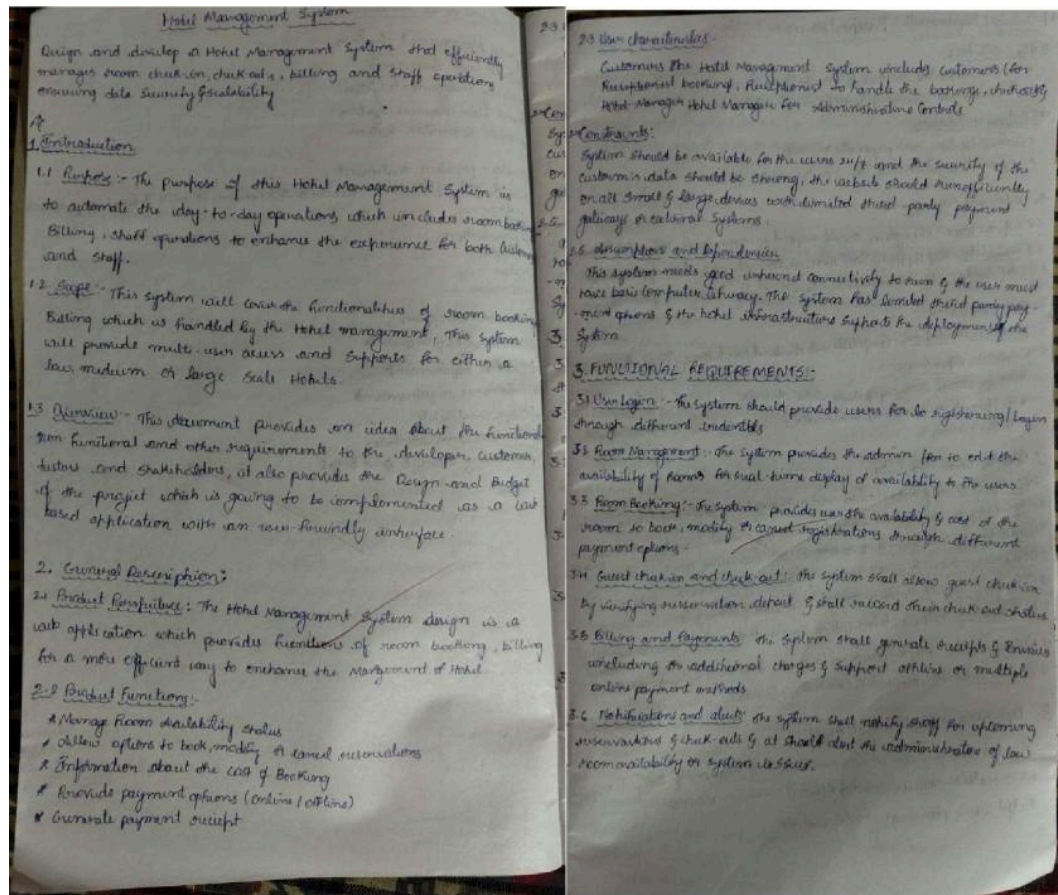 Hotel Management System
Design and develop a Hotel Management System that efficiently
manages room check-in, check outs, billing and staff operations
ensuring data security & scalability
1. Introduction
1.1 Purpose :- The purpose of this Hotel Management System is
to automate the day-to-day operations which includes room booking
Billing, staff operations to enhance the experience for both
and staff.
1.2 Scope :- This system will cover the functionalities of room booking
Billing which is handled by the Hotel management, This system
will provide multi-user access and supports for either a
low, medium or large scale Hotels.
1.3 Overview :- This document provides an idea about the functional
non functional and other requirements to the developer, customer,
testers and stakeholders, it also provides the Design and Budget
of the project which is going to be implemented as a web
based application with an user-friendly interface
2. General Description :
2.1 Product Perspective : The Hotel Management System design is a
web application which provides functions of room booking, billing
for a more efficient way to enhance the Management of Hotel.
2.2 Product Functions :-
* Manage Room availability status
* Allow options to book, modify or cancel reservations
* Information about the cost of Booking
* Provide payment options (online / offline)
* Generate payment reciept
2.3
2.5
3.
2.3 User characteristics -
Customers The Hotel Management System includes customers (for
Receptionist booking), Receptionist to handle the bookings,
Hotel Manager Hotel Manager for Administrative Controls
Constraints :
System should be available for the users 24/7 and the security of the
customer's data should be strong, the website should run efficiently
on all small & large devices with limited third party payment
gateways or external systems.
2.5 Assumptions and Dependencies
This system needs good internet connectivity to run & the user must
have basic computer literacy. The system has limited third party pay-
-ment options & the hotel infrastructure supports the deployment of the
System.
3. FUNCTIONAL REQUIREMENTS :-
3.1 User Login :- The system should provide users for to registering / Login
through different credentials
3.2 Room Management :- The system provides the admin for to edit the
availability of rooms for real-time display of availability to the users
3.3 Room Booking :- The system provides user the availability & cost of the
room to book, modify or cancel registrations through different
payment options -
3.4 Guest check in and check out :- The system shall allow guest check-in
by verifying reservation detail & shall record their check-out status
3.5 Billing and Payments The system shall generate receipts & Invoices
including additional charges & support offline or multiple
online payment methods
3.6 Notifications and alerts the system shall notify staff for upcoming
reservations & check-outs & it should alert the administrator of low
room availability or system issues.